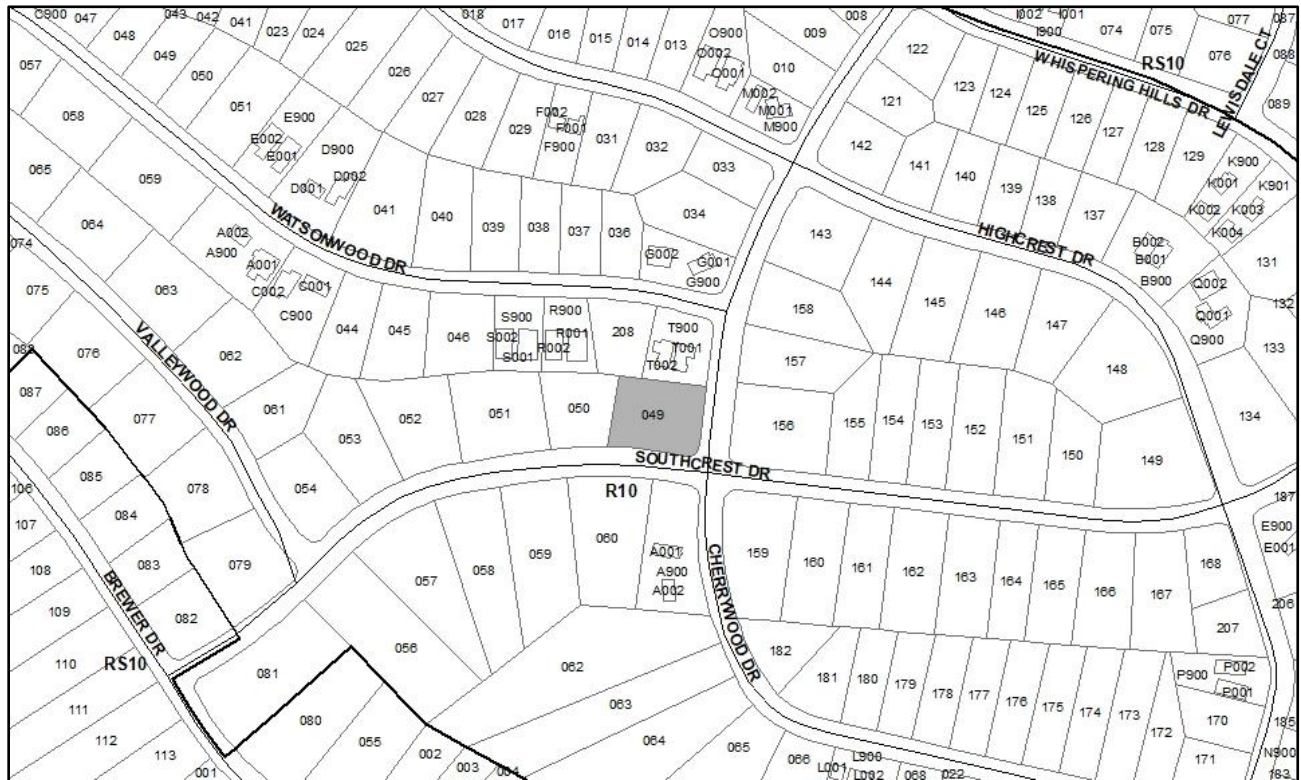 C900
047
043
042
041
023
024
025
018
017
016
015
014
013
O900
O002
O001
008
009
010
I002
I001
I900
074
075
077
087
048
049
050
051
026
027
028
029
F002
F001
F900
031
032
033
M002
M001
M900
122
121
142
123
124
125
126
127
128
129
WHISPERING HILLS DR
RS10
076
LEWISDALE CT
088
089
057
058
059
E900
E002
E001
D900
D001
D002
041
040
039
038
037
036
034
G002
G001
G900
141
140
139
138
137
K900
K001
K901
K002
K003
K004
065
064
063
WATSONWOOD DR
A002
A900
A001
C002
C001
C900
143
144
145
146
147
148
HIGHCREST DR
B002
B001
B900
131
132
133
Q002
Q001
Q900
074
075
076
088
087
086
085
084
083
082
077
078
079
VALLEYWOOD DR
062
061
044
045
046
S900
S002
S001
R900
R001
R002
208
T900
T001
T002
158
157
156
155
154
153
152
151
150
149
134
054
053
052
051
050
049
SOUTHCREST DR
R10
106
107
108
109
110
111
112
113
001
BREWER DR
RS10
081
080
055
056
057
058
059
060
A001
A900
A002
CHERRYWOOD DR
159
160
161
162
163
164
165
166
167
168
207
187
E900
E001
206
062
063
064
065
066
002
003
004
182
181
180
179
178
177
176
175
174
173
172
P900
P002
P001
170
171
185
N900
183
L001
L900
L002
068
022